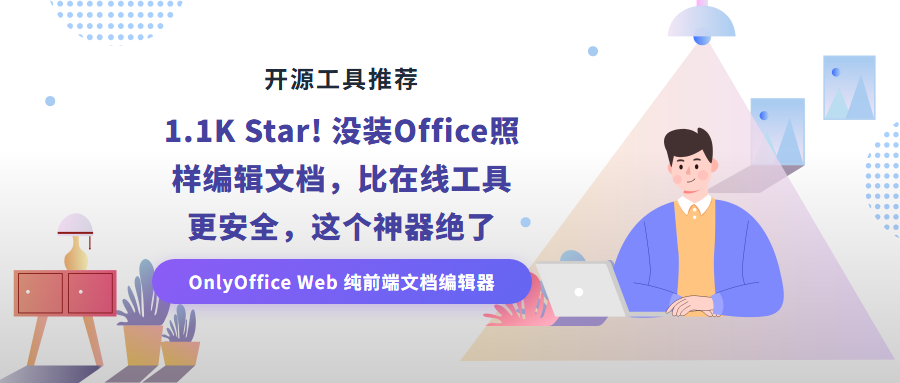 开源工具推荐
1.1K Star! 没装Office照
样编辑文档，比在线工具
更安全，这个神器绝了
OnlyOffice Web 纯前端文档编辑器